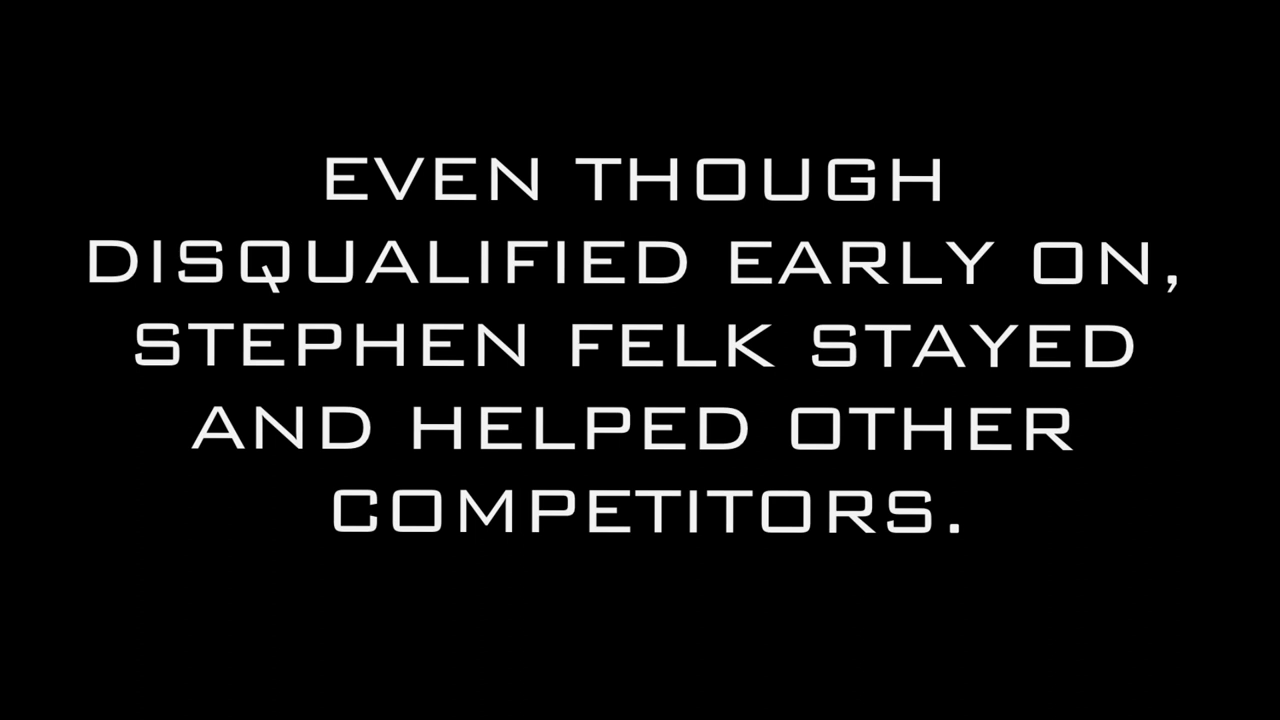 EVEN THOUGH
DISQUALIFIED EARLY ON,
STEPHEN FELK STAYED
AND HELPED OTHER
COMPETITORS.